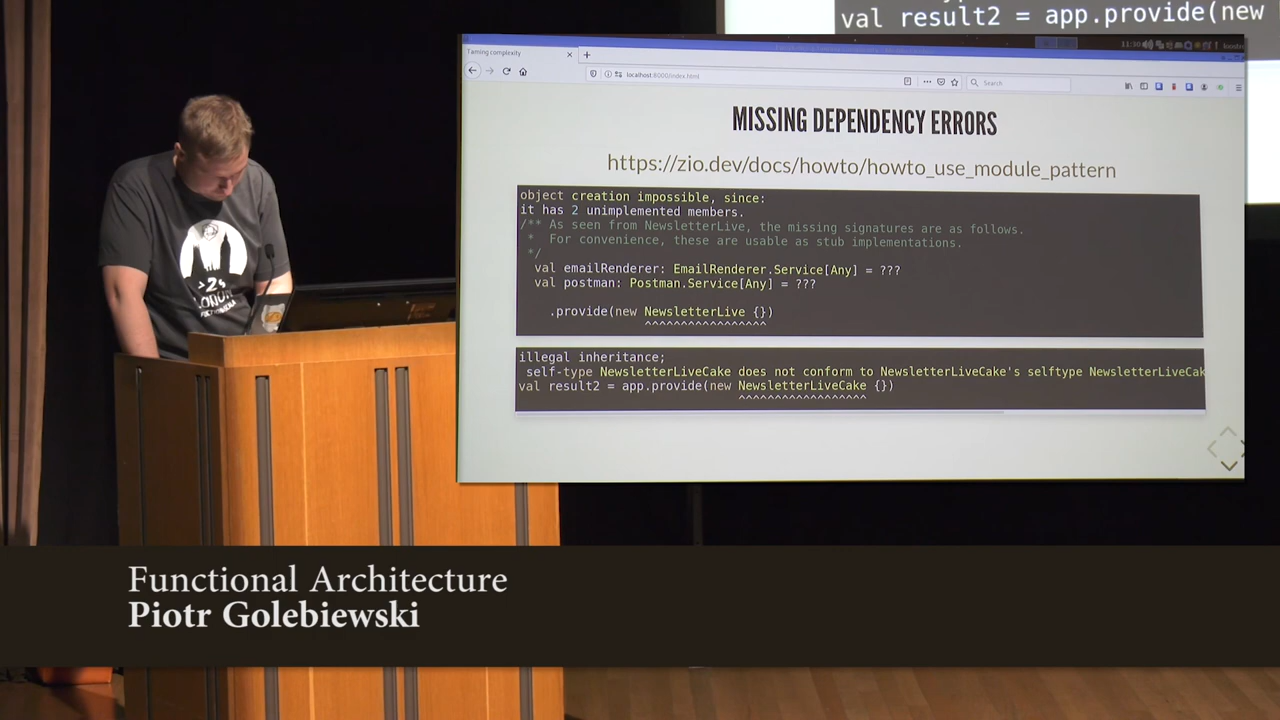 val result2 = app.provide(new
Taming complexity
11:30
localhost:8000/index.html
Search
MISSING DEPENDENCY ERRORS
https://zio.dev/docs/howto/howto_use_module_pattern
object creation impossible, since:
it has 2 unimplemented members.
/** As seen from NewsletterLive, the missing signatures are as follows.
*  For convenience, these are usable as stub implementations.
*/
val emailRenderer: EmailRenderer.Service[Any] = ???
val postman: Postman.Service[Any] = ???
.provide(new NewsletterLive {})
^^^^^^^^^^^^^^^^^
illegal inheritance;
self-type NewsletterLiveCake does not conform to NewsletterLiveCake's selftype NewsletterLiveCak
val result2 = app.provide(new NewsletterLiveCake {})
^^^^^^^^^^^^^^^^^^
Functional Architecture
Piotr Golebiewski